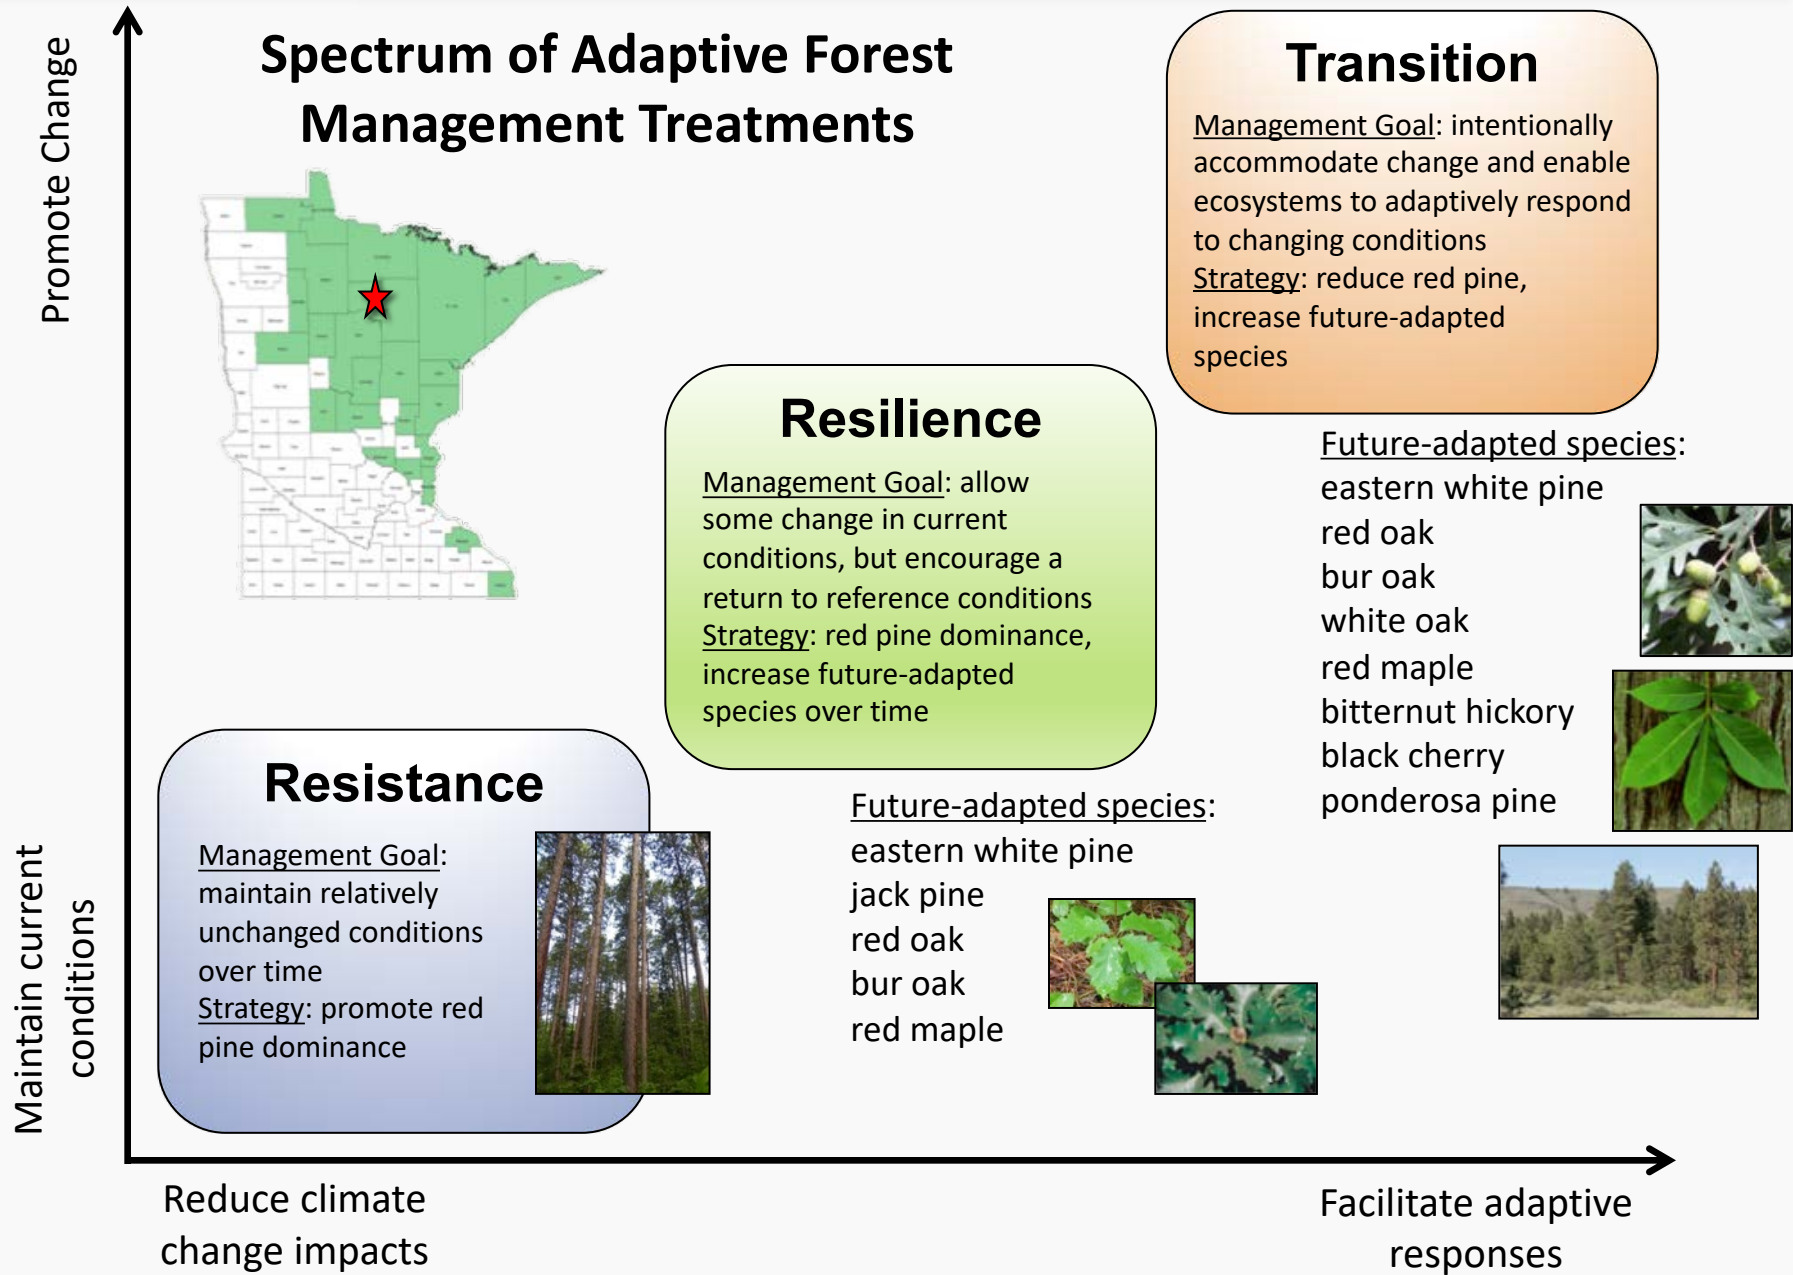 Spectrum of Adaptive Forest
Management Treatments
Promote Change
Maintain current
conditions
Transition
Management Goal: intentionally
accommodate change and enable
ecosystems to adaptively respond
to changing conditions
Strategy: reduce red pine,
increase future-adapted
species
Resilience
Management Goal: allow
some change in current
conditions, but encourage a
return to reference conditions
Strategy: red pine dominance,
increase future-adapted
species over time
Resistance
Management Goal:
maintain relatively
unchanged conditions
over time
Strategy: promote red
pine dominance
Future-adapted species:
eastern white pine
jack pine
red oak
bur oak
red maple
Future-adapted species:
eastern white pine
red oak
bur oak
white oak
red maple
bitternut hickory
black cherry
ponderosa pine
Reduce climate
change impacts
Facilitate adaptive
responses